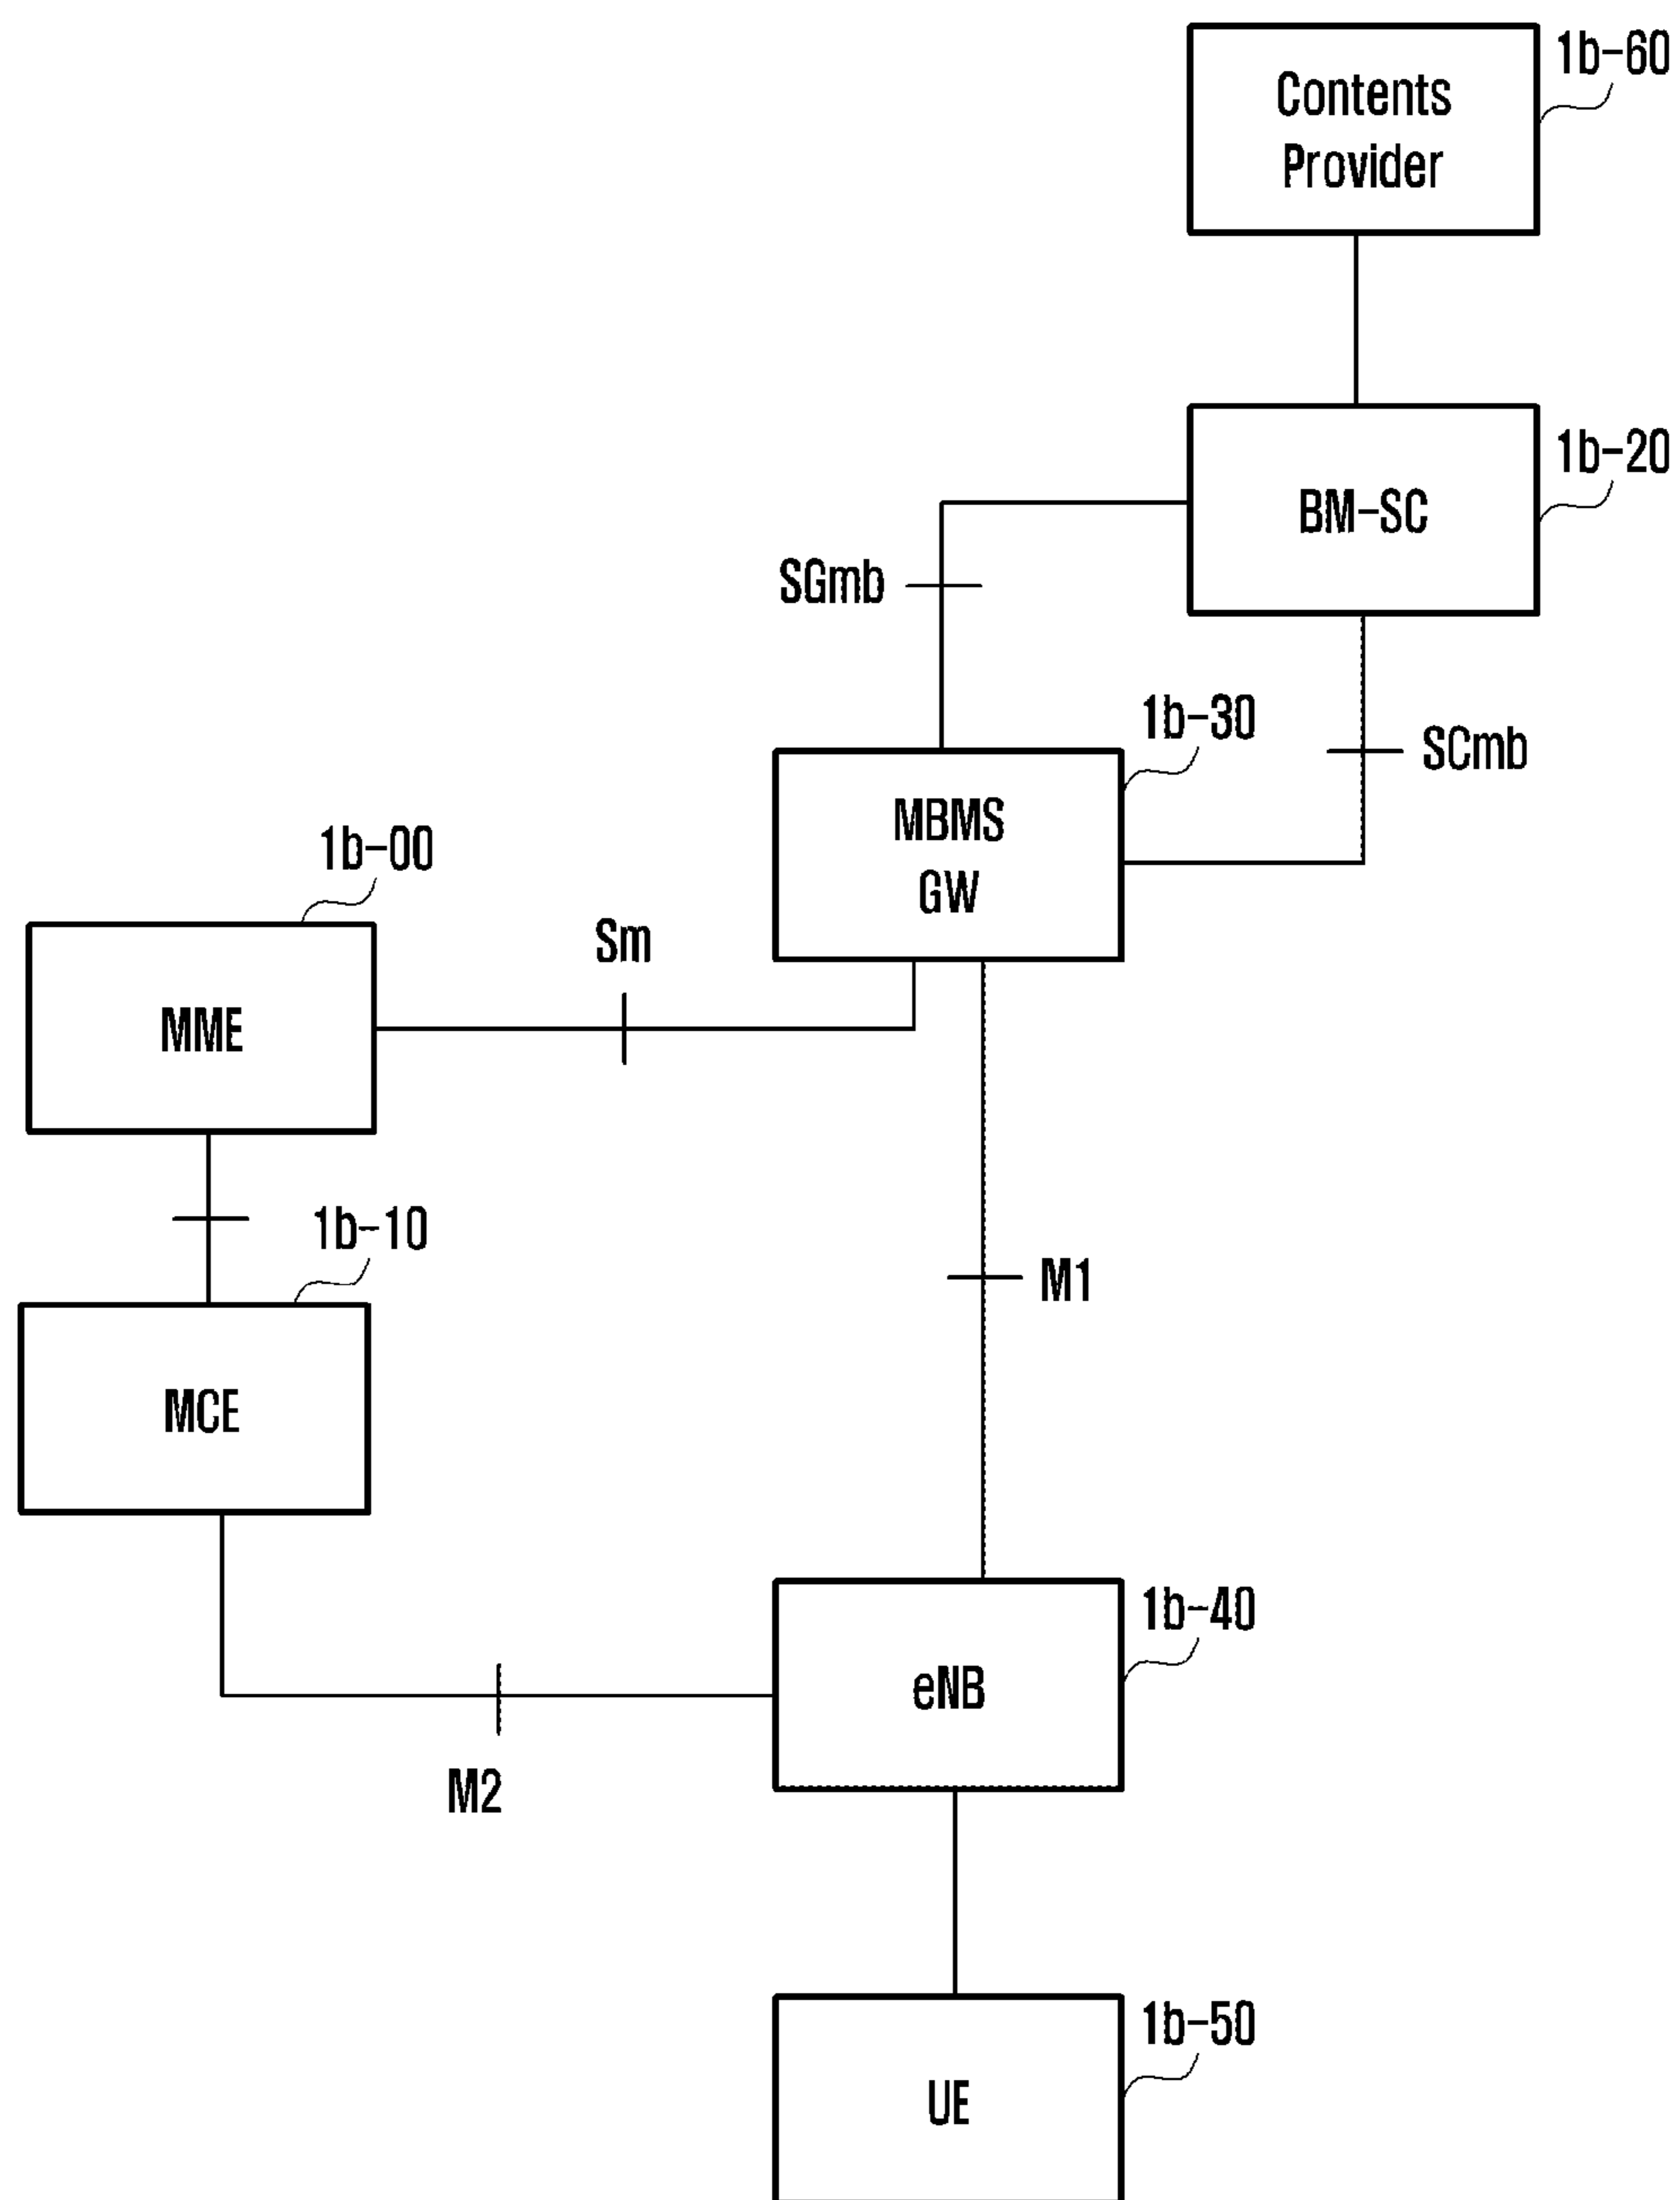 1b-60
Contents
Provider
1b-20
BM-SC
SGmb
1b-30
SCmb
MBMS
GW
1b-00
Sm
MME
1b-10
M1
MCE
1b-40
eNB
M2
1b-50
UE